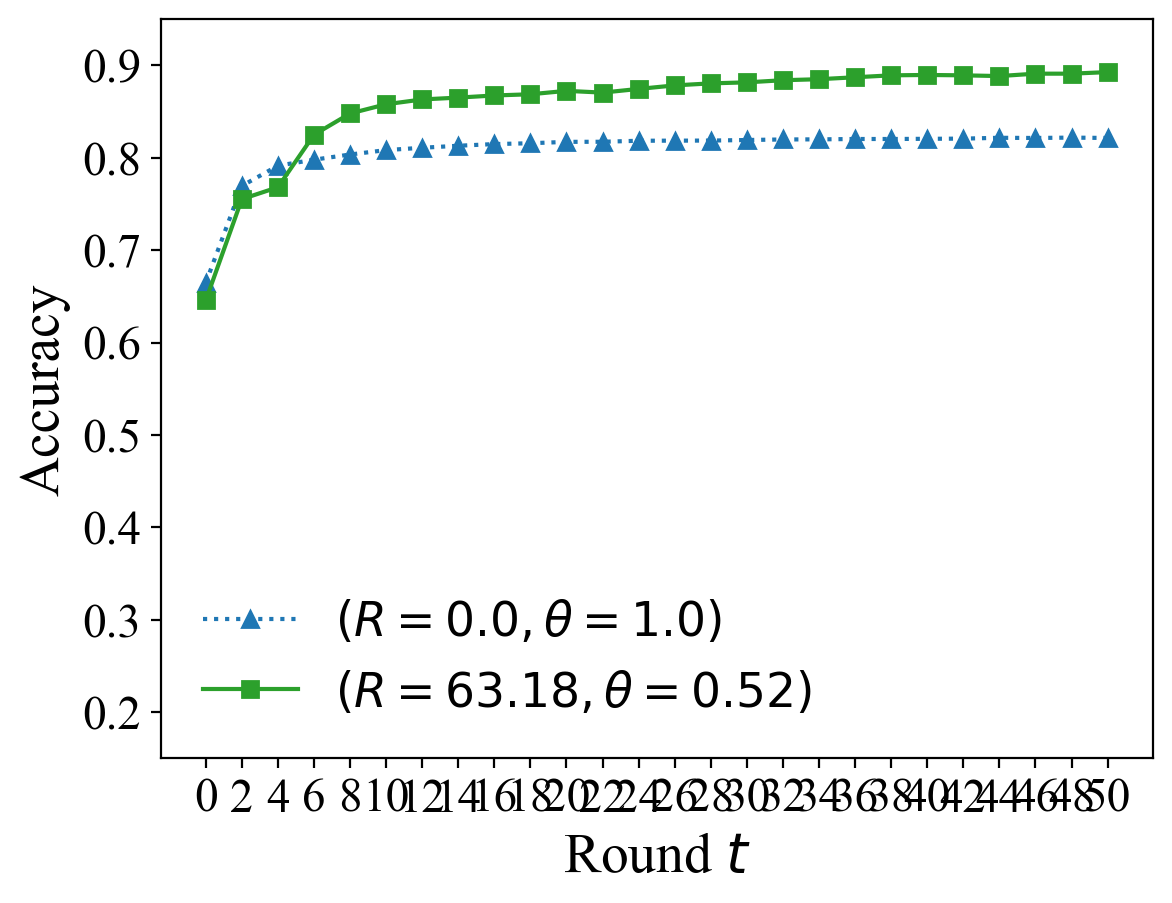 0.9
0.8
0.7
0.6
0.5
0.4
0.3
0.2
Accuracy
(R = 0.0, θ = 1.0)
(R = 63.18, θ = 0.52)
0 2 4 6 8 10 12 14 16 18 20 22 24 26 28 30 32 34 36 38 40 42 44 46 48 50
Round t